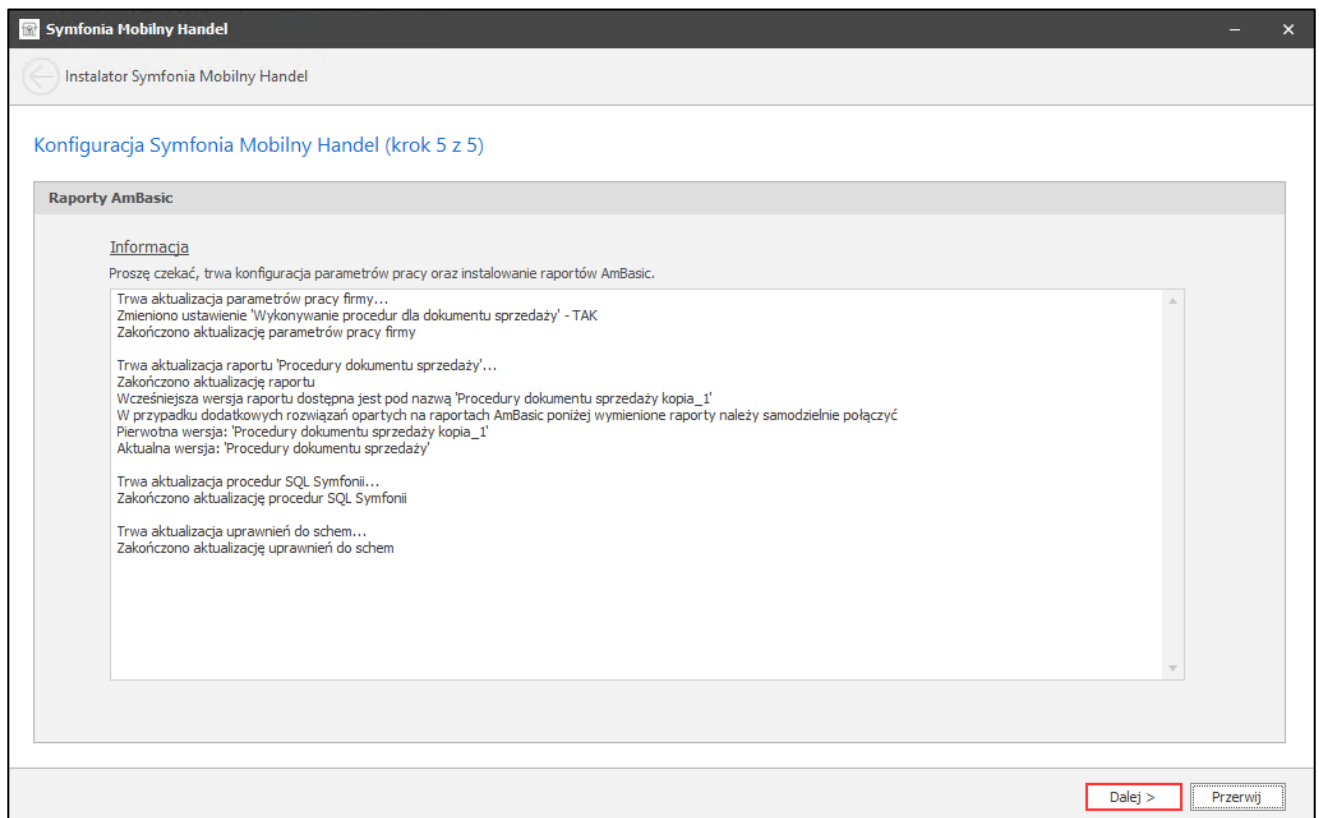 Symfonia Mobilny Handel
Instalator Symfonia Mobilny Handel
Konfiguracja Symfonia Mobilny Handel (krok 5 z 5)
Raporty AmBasic
Informacja
Proszę czekać, trwa konfiguracja parametrów pracy oraz instalowanie raportów AmBasic.
Trwa aktualizacja parametrów pracy firmy...
Zmieniono ustawienie 'Wykonywanie procedur dla dokumentu sprzedaży' - TAK
Zakończono aktualizację parametrów pracy firmy
Trwa aktualizacja raportu 'Procedury dokumentu sprzedaży'...
Zakończono aktualizację raportu
Wcześniejsza wersja raportu dostępna jest pod nazwą 'Procedury dokumentu sprzedaży kopia_1'
W przypadku dodatkowych rozwiązań opartych na raportach AmBasic poniżej wymienione raporty należy samodzielnie połączyć
Pierwotna wersja: 'Procedury dokumentu sprzedaży kopia_1'
Aktualna wersja: 'Procedury dokumentu sprzedaży'
Trwa aktualizacja procedur SQL Symfonii...
Zakończono aktualizację procedur SQL Symfonii
Trwa aktualizacja uprawnień do schem...
Zakończono aktualizację uprawnień do schem
Dalej >
Przerwij